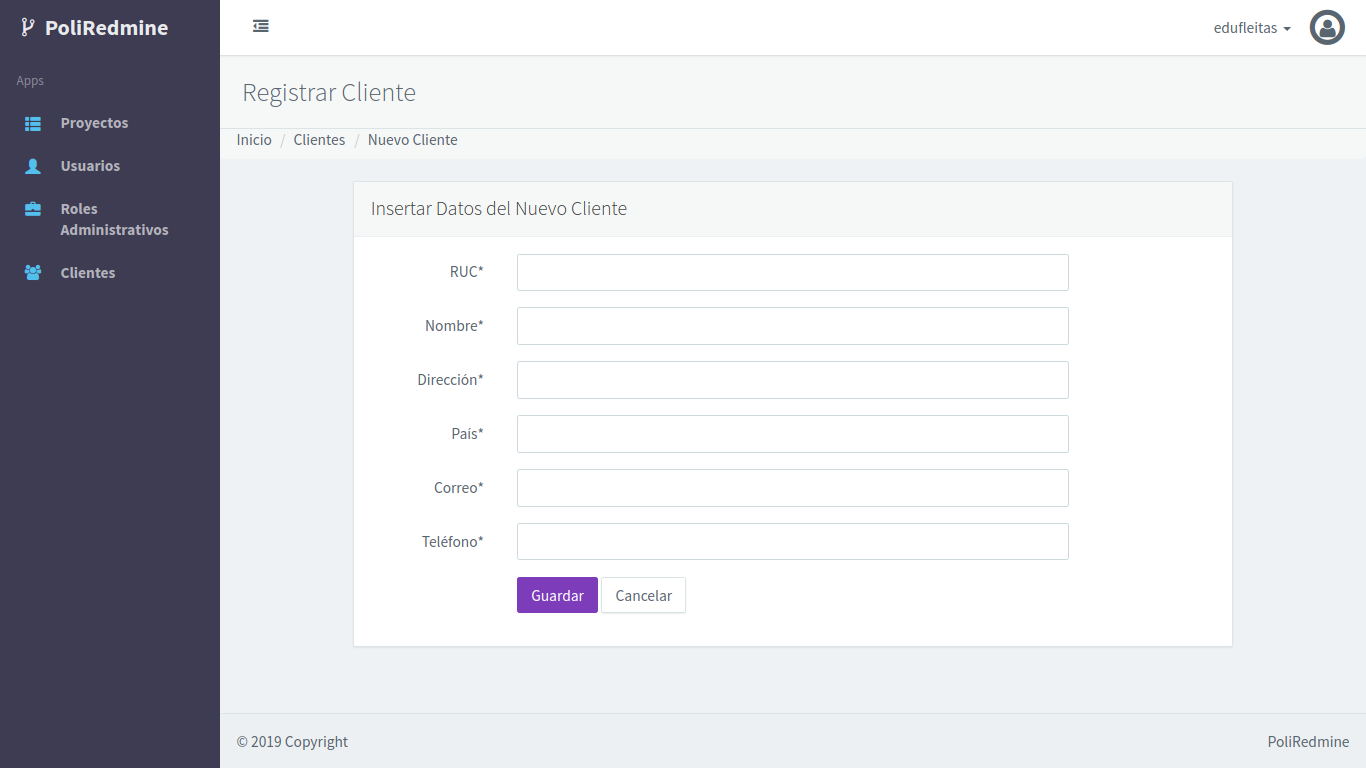 PoliRedmine
edufleitas
Apps
Proyectos
Usuarios
Roles
Administrativos
Clientes
Registrar Cliente
Inicio / Clientes / Nuevo Cliente
Insertar Datos del Nuevo Cliente
RUC*
Nombre*
Dirección*
País*
Correo*
Teléfono*
Guardar Cancelar
© 2019 Copyright
PoliRedmine